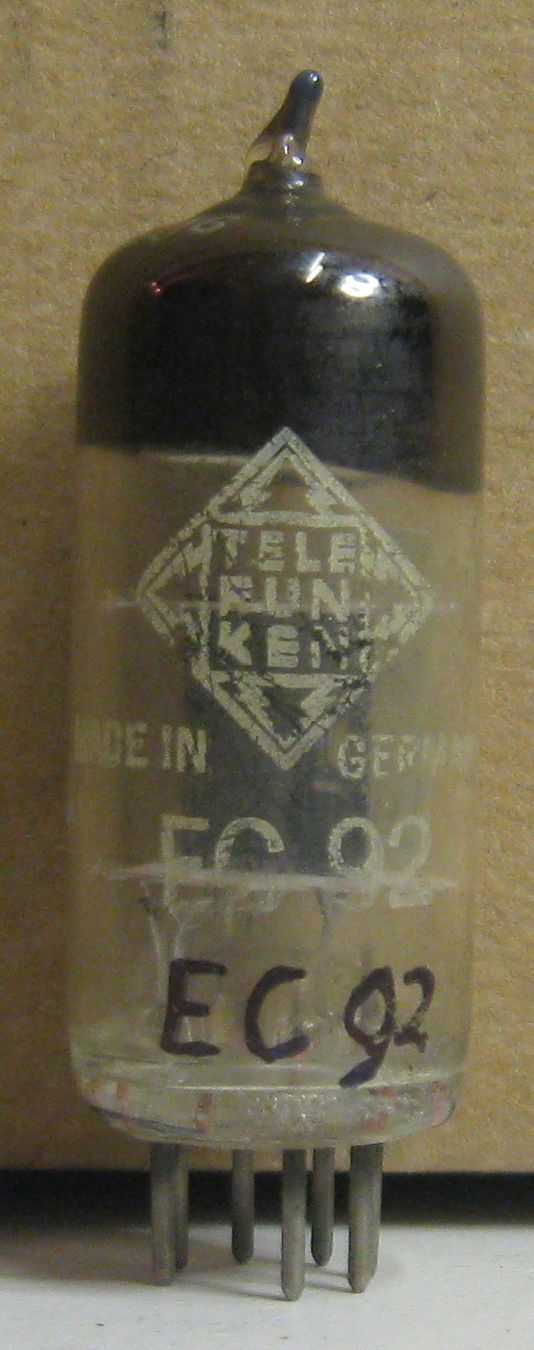 TELE
FUN
KEN
MADE IN GERMANY
EC 92
EC 92